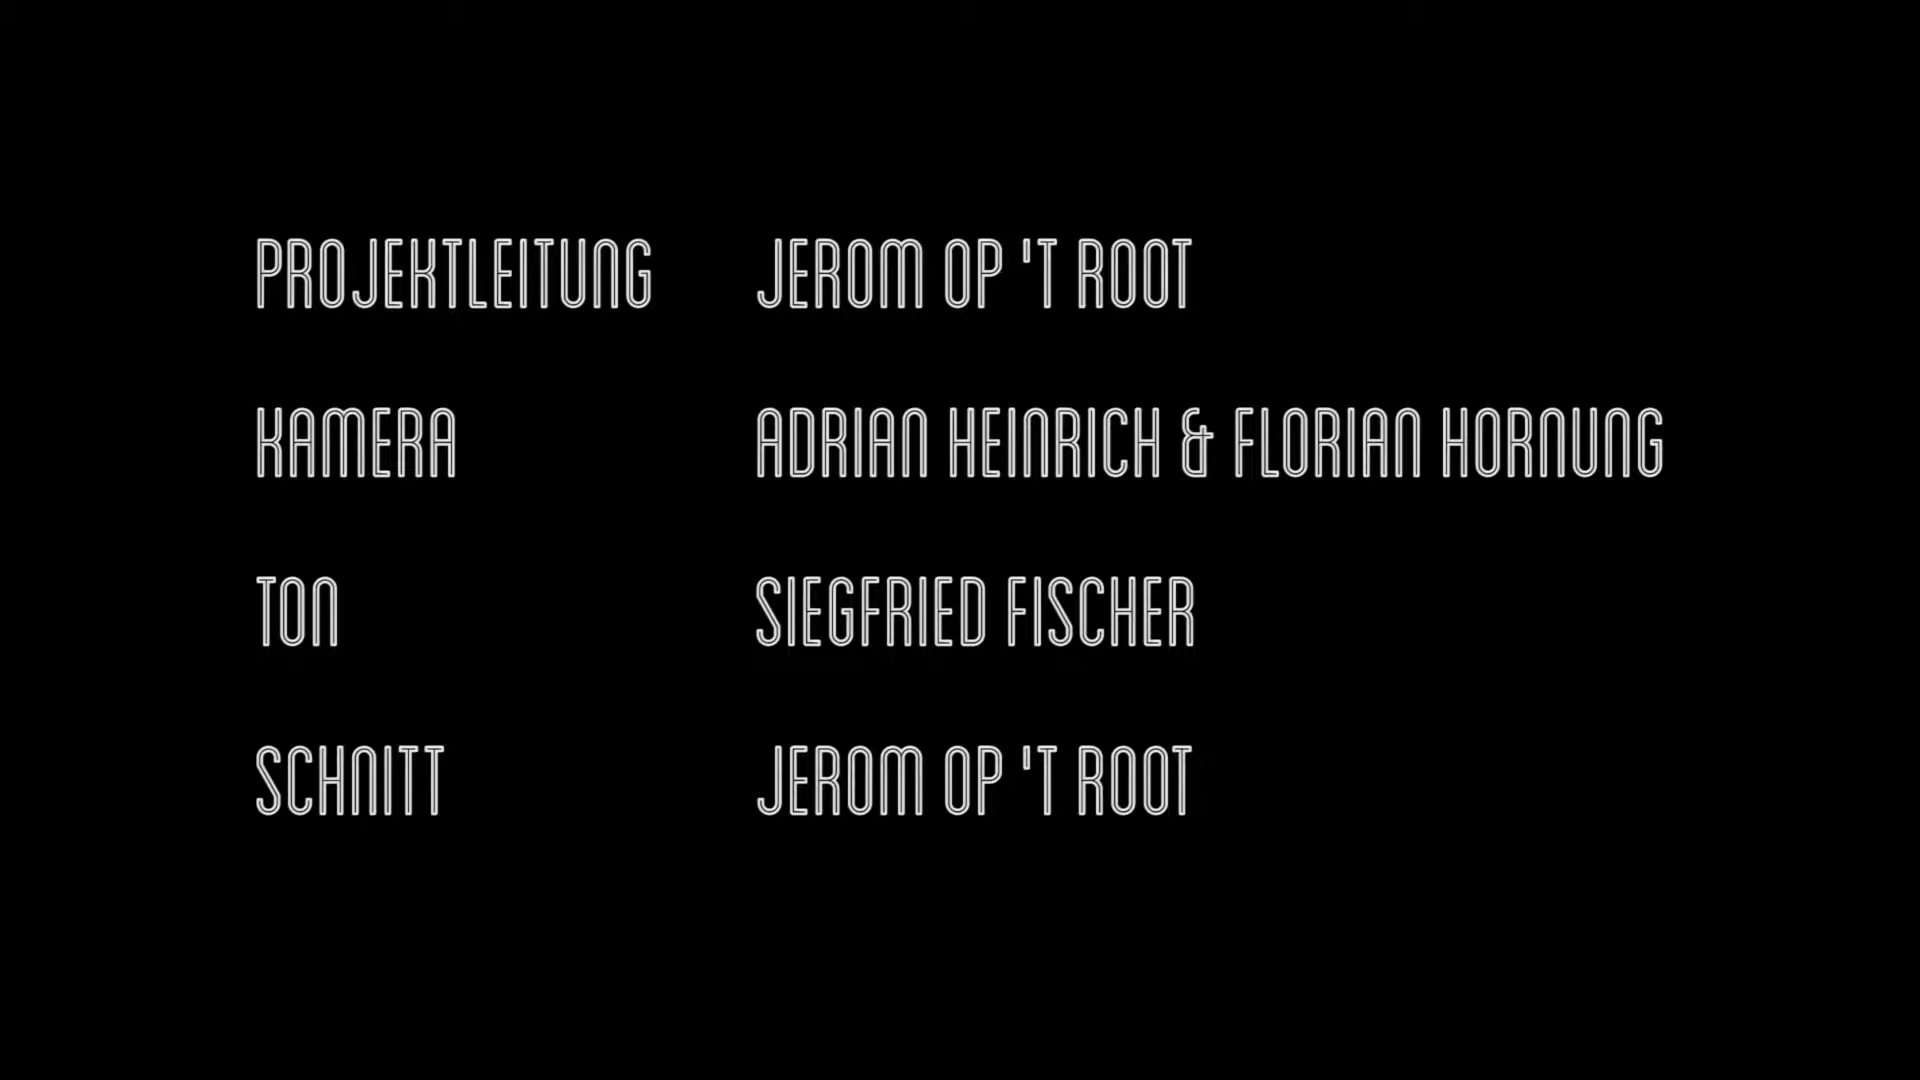 PROJEKTLEITUNG JEROM OP 'T ROOT
KAMERA ADRIAN HEINRICH & FLORIAN HORNUNG
TON SIEGFRIED FISCHER
SCHNITT JEROM OP 'T ROOT